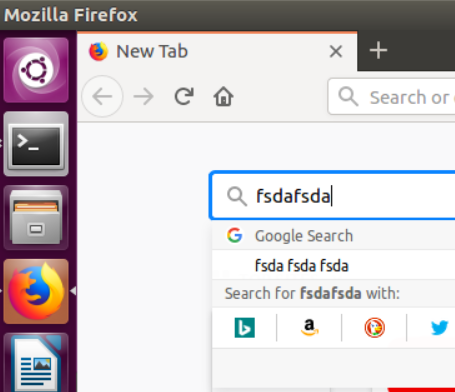 Mozilla Firefox
New Tab
Search or
fsdafsda
Google Search
fsda fsda fsda
Search for fsdafsda with: